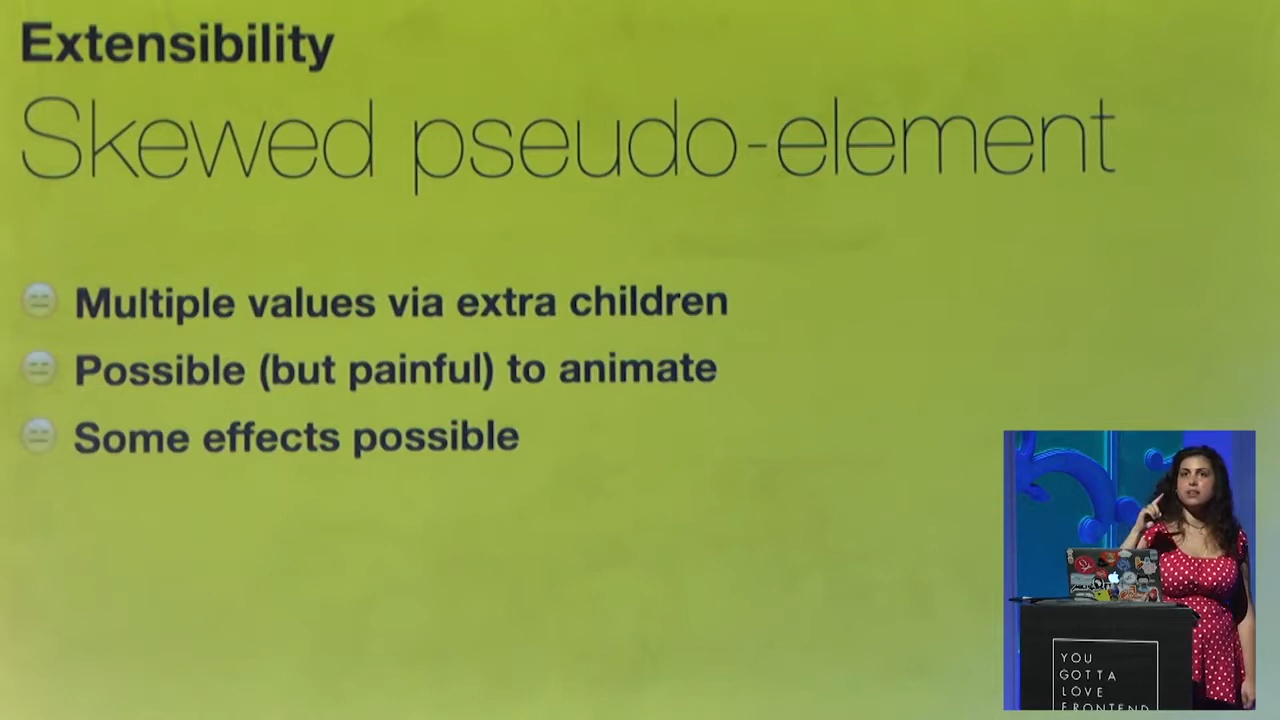 Extensibility
Skewed pseudo-element
Multiple values via extra children
Possible (but painful) to animate
Some effects possible
YOU
GOTTA
LOVE
FRONTEND